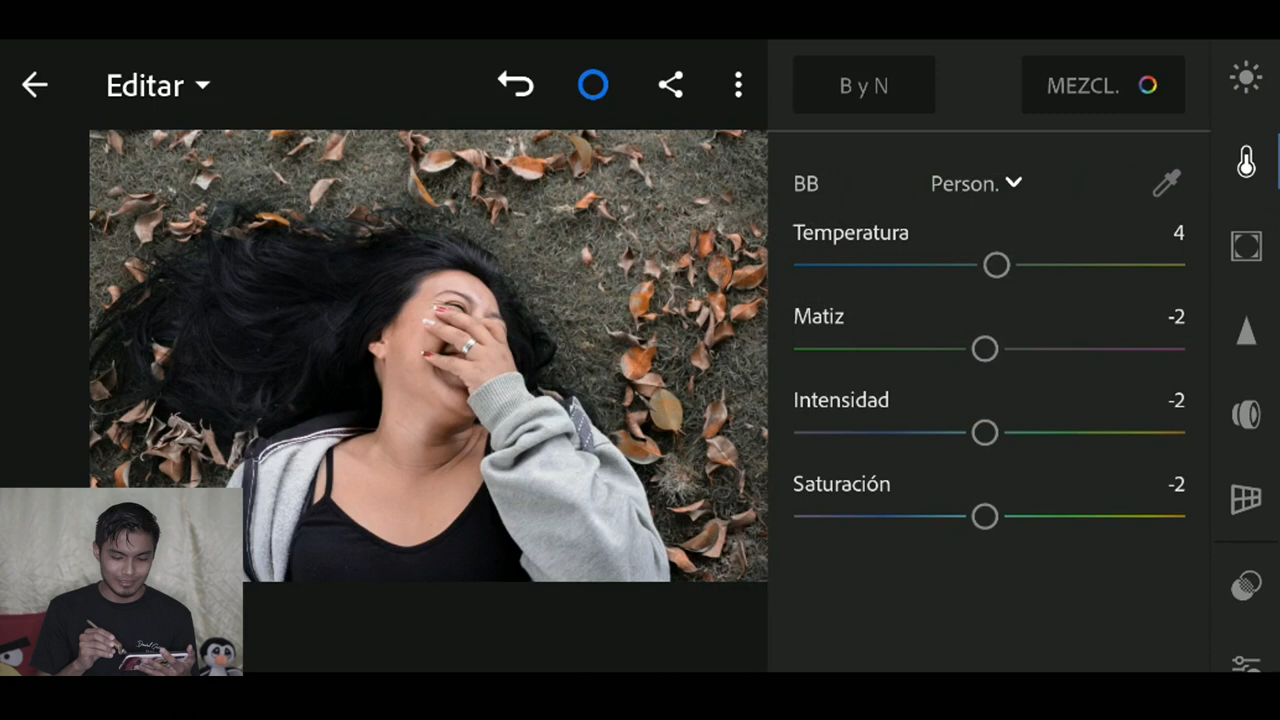 Editar
B y N
MEZCL.
BB Person.
Temperatura 4
Matiz -2
Intensidad -2
Saturación -2